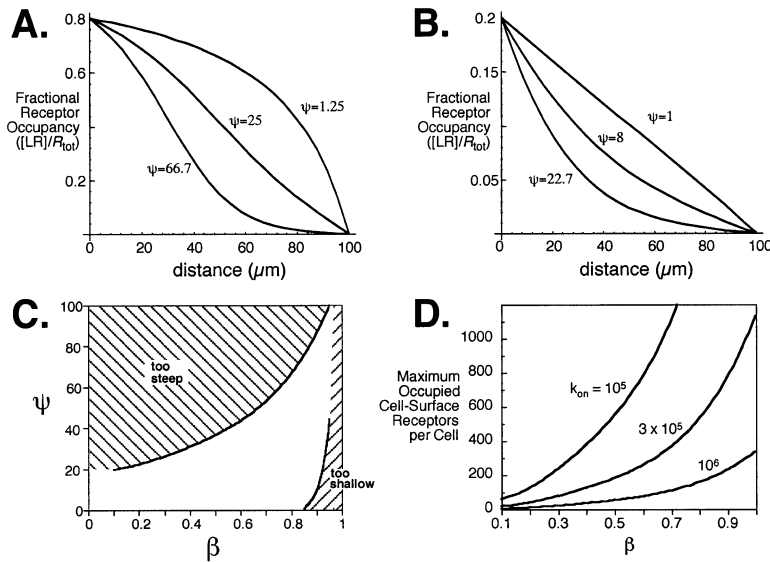 A.
0.8
0.6
0.2
Fractional
Receptor
Occupancy
([LR]/Rtot)
ψ=1.25
ψ=25
ψ=66.7
0 20 40 60 80 100
distance (µm)
B.
0.2
0.15
0.1
0.05
Fractional
Receptor
Occupancy
([LR]/Rtot)
ψ=1
ψ=8
ψ=22.7
0 20 40 60 80 100
distance (µm)
C.
100
80
60
40
20
0
ψ
too
steep
too
shallow
0 0.2 0.4 0.6 0.8 1
β
D.
1000
800
600
400
200
0
Maximum
Occupied
Cell-Surface
Receptors
per Cell
kon = 10⁵
3 x 10⁵
10⁶
0.1 0.3 0.5 0.7 0.9
β